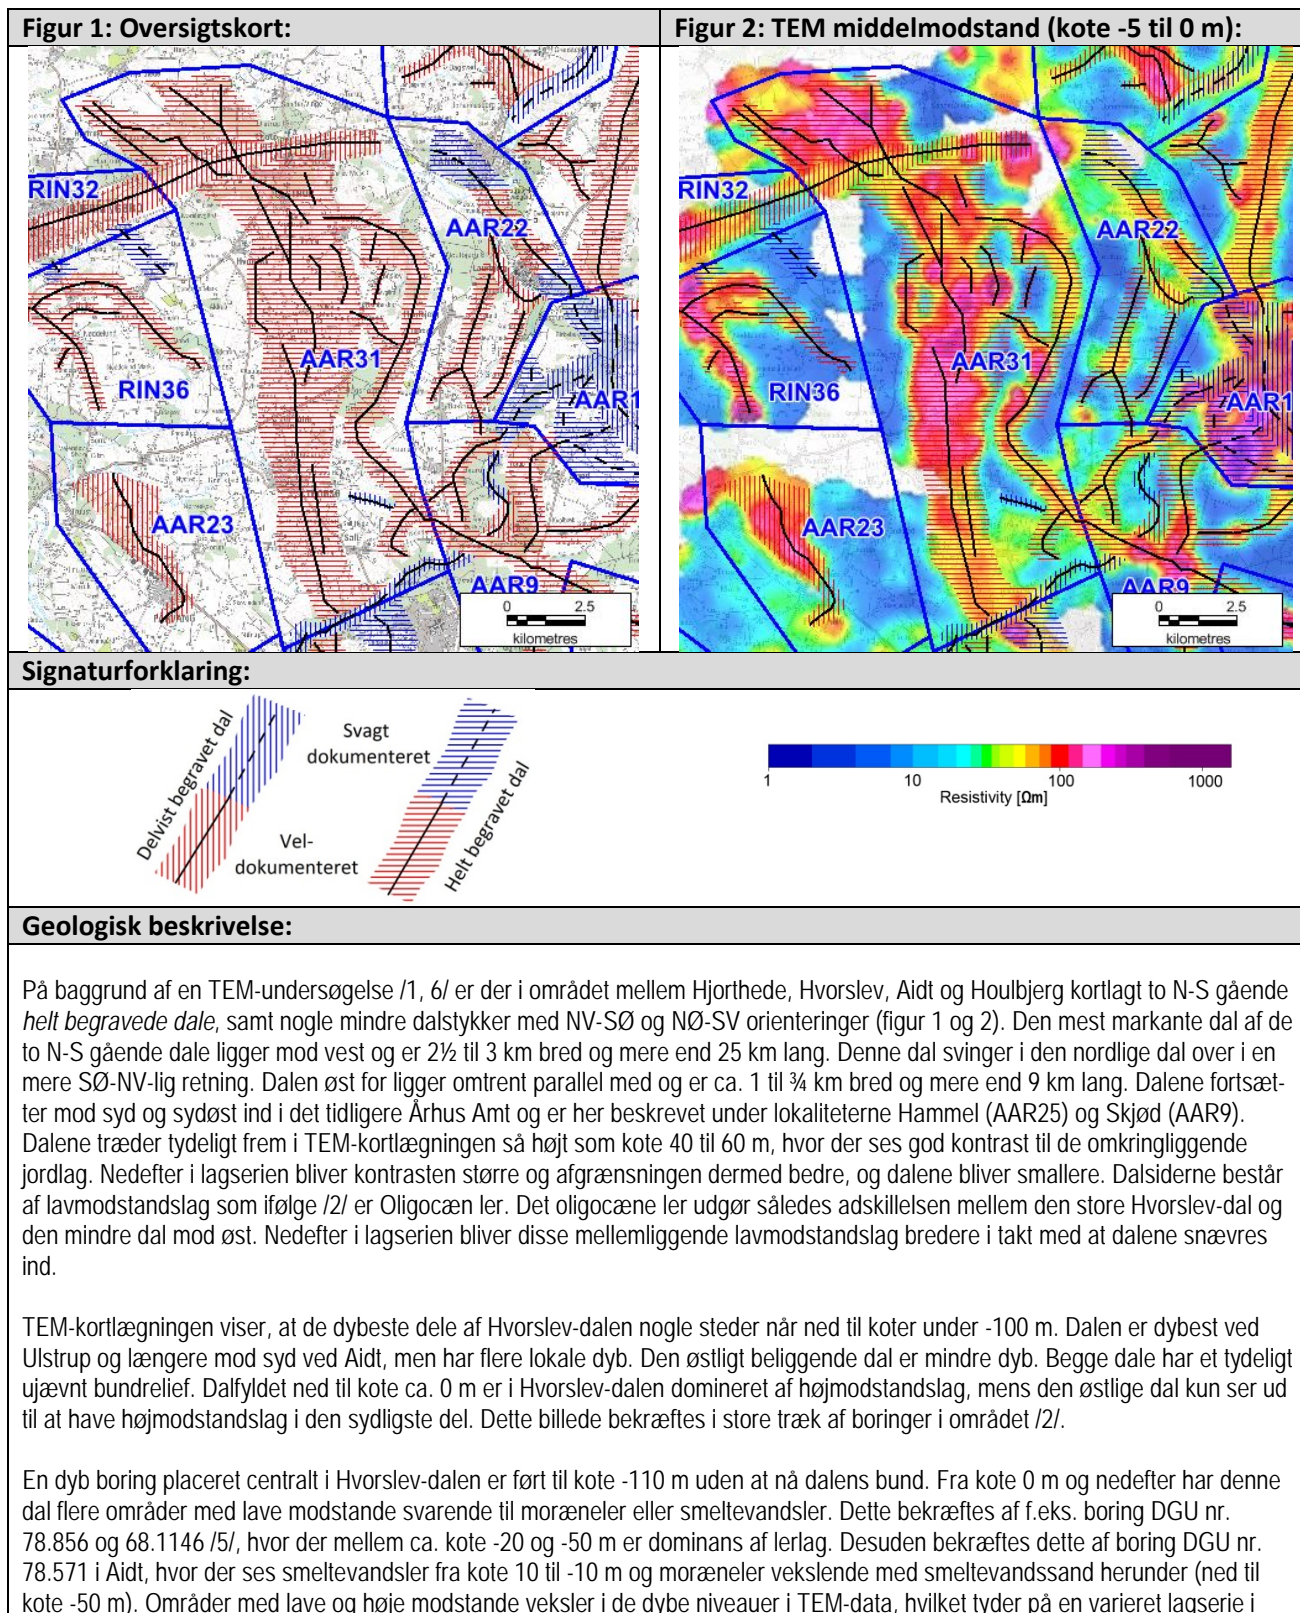 Figur 1: Oversigtskort:
Figur 2: TEM middelmodstand (kote -5 til 0 m):
RIN32
AAR22
AAR31
RIN36
AAR1
AAR23
AAR9
0 2.5
kilometres
RIN32
AAR22
AAR31
RIN36
AAR1
AAR23
AAR9
0 2.5
kilometres
Signaturforklaring:
Delvist begravet dal
Svagt
dokumenteret
Vel-
dokumenteret
Helt begravet dal
1 10 100 1000
Resistivity [Ωm]
Geologisk beskrivelse:
På baggrund af en TEM-undersøgelse /1, 6/ er der i området mellem Hjorthede, Hvorslev, Aidt og Houlbjerg kortlagt to N-S gående
helt begravede dale, samt nogle mindre dalstykker med NV-SØ og NØ-SV orienteringer (figur 1 og 2). Den mest markante dal af de
to N-S gående dale ligger mod vest og er 2½ til 3 km bred og mere end 25 km lang. Denne dal svinger i den nordlige dal over i en
mere SØ-NV-lig retning. Dalen øst for ligger omtrent parallel med og er ca. 1 til ¾ km bred og mere end 9 km lang. Dalene fortsæt-
ter mod syd og sydøst ind i det tidligere Århus Amt og er her beskrevet under lokaliteterne Hammel (AAR25) og Skjød (AAR9).
Dalene træder tydeligt frem i TEM-kortlægningen så højt som kote 40 til 60 m, hvor der ses god kontrast til de omkringliggende
jordlag. Nedefter i lagserien bliver kontrasten større og afgrænsningen dermed bedre, og dalene bliver smallere. Dalsiderne består
af lavmodstandslag som ifølge /2/ er Oligocæn ler. Det oligocæne ler udgør således adskillelsen mellem den store Hvorslev-dal og
den mindre dal mod øst. Nedefter i lagserien bliver disse mellemliggende lavmodstandslag bredere i takt med at dalene snævres
ind.
TEM-kortlægningen viser, at de dybeste dele af Hvorslev-dalen nogle steder når ned til koter under -100 m. Dalen er dybest ved
Ulstrup og længere mod syd ved Aidt, men har flere lokale dyb. Den østligt beliggende dal er mindre dyb. Begge dale har et tydeligt
ujævnt bundrelief. Dalfyldet ned til kote ca. 0 m er i Hvorslev-dalen domineret af højmodstandslag, mens den østlige dal kun ser ud
til at have højmodstandslag i den sydligste del. Dette billede bekræftes i store træk af boringer i området /2/.
En dyb boring placeret centralt i Hvorslev-dalen er ført til kote -110 m uden at nå dalens bund. Fra kote 0 m og nedefter har denne
dal flere områder med lave modstande svarende til moræneler eller smeltevandsler. Dette bekræftes af f.eks. boring DGU nr.
78.856 og 68.1146 /5/, hvor der mellem ca. kote -20 og -50 m er dominans af lerlag. Desuden bekræftes dette af boring DGU nr.
78.571 i Aidt, hvor der ses smeltevandsler fra kote 10 til -10 m og moræneler vekslende med smeltevandssand herunder (ned til
kote -50 m). Områder med lave og høje modstande veksler i de dybe niveauer i TEM-data, hvilket tyder på en varieret lagserie i